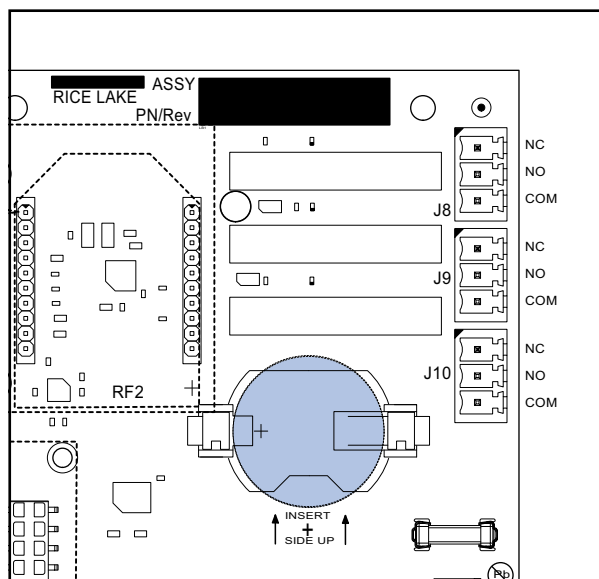 RICE LAKE
ASSY
PN/Rev
NC
NO
COM
J8
NC
NO
COM
J9
NC
NO
COM
J10
RF2
INSERT
+
SIDE UP
Pb